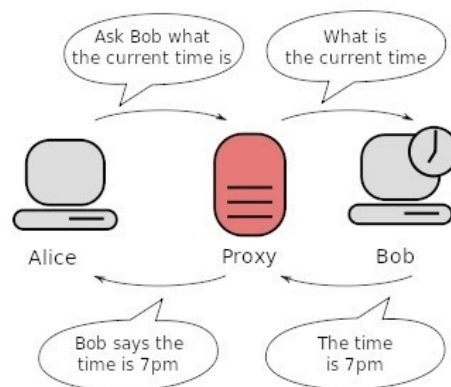 Ask Bob what
the current time is
What is
the current time
Alice
Proxy
Bob
Bob says the
time is 7pm
The time
is 7pm